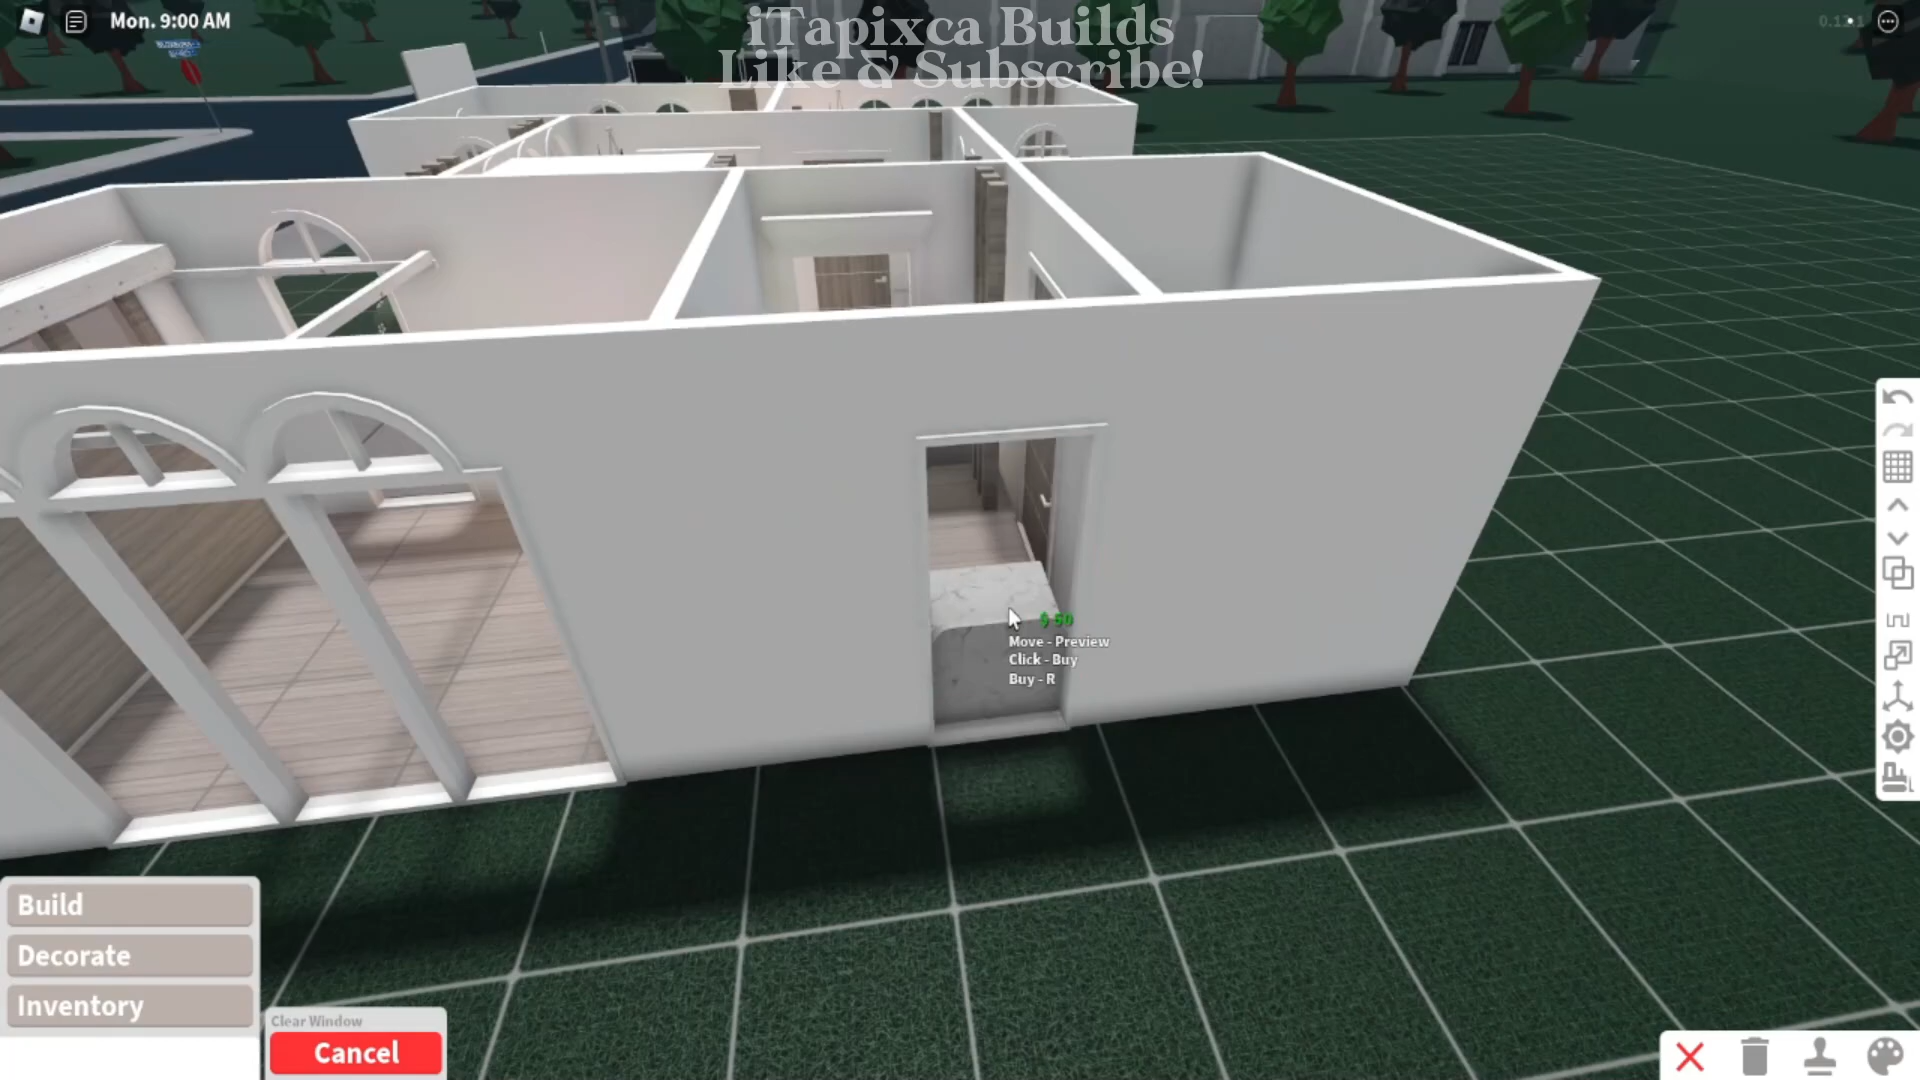 Mon. 9:00 AM
iTapixca Builds
Like & Subscribe!
$ 50
Move - Preview
Click - Buy
Buy - R
Build
Decorate
Inventory
Clear Window
Cancel